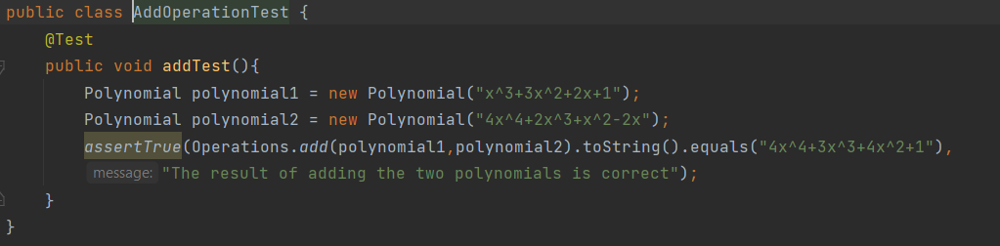 public class AddOperationTest {
    @Test
    public void addTest(){
        Polynomial polynomial1 = new Polynomial("x^3+3x^2+2x+1");
        Polynomial polynomial2 = new Polynomial("4x^4+2x^3+x^2-2x");
        assertTrue(Operations.add(polynomial1,polynomial2).toString().equals("4x^4+3x^3+4x^2+1"),
        message: "The result of adding the two polynomials is correct");
    }
}